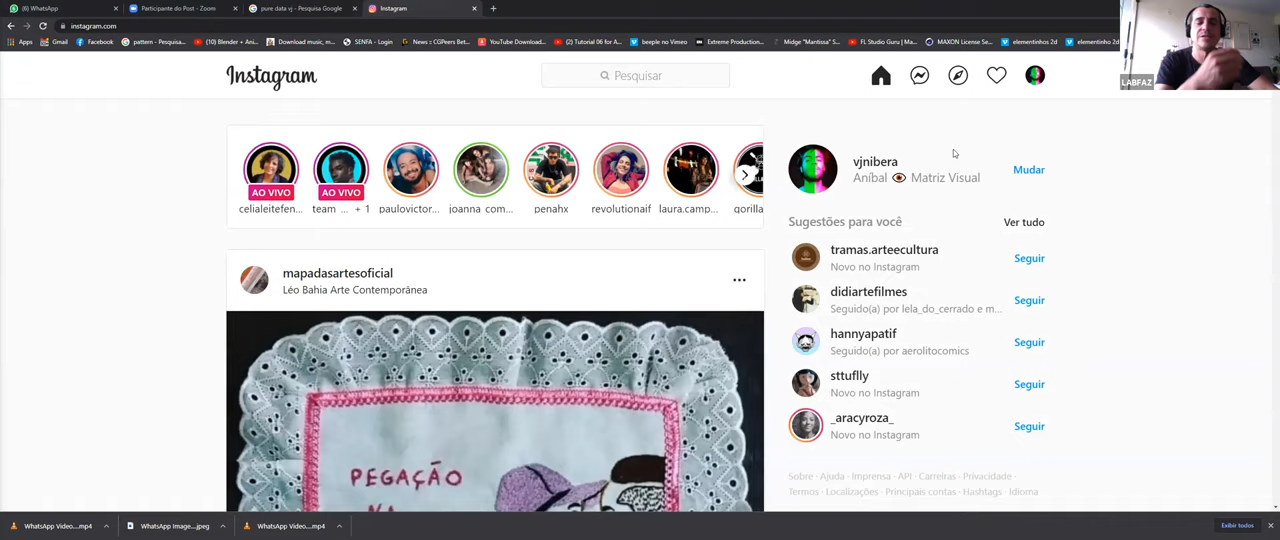 (6) WhatsApp
Participante do Post - Zoom
pure data vj - Pesquisa Google
Instagram
instagram.com
Apps
Gmail
Facebook
pattern - Pesquisa...
(10) Blender + Ani...
Download music, m...
SENFA - Login
News :: CGPeers Bet...
YouTube Download...
(2) Tutorial 06 for A...
beeple no Vimeo
Extreme Production...
Midge "Mantissa" S...
FL Studio Guru | Ma...
MAXON License Se...
elementinhos 2d
elementinho 2d
LABFAZ
Instagram
Pesquisar
AO VIVO
AO VIVO
celialeitefen...
team_... + 1
paulovictor...
joanna_com...
penahx
revolutionaif
laura.camp...
gorilla
vjnibera
Aníbal 👁 Matriz Visual
Mudar
Sugestões para você
Ver tudo
tramas.arteecultura
Novo no Instagram
Seguir
didiartefilmes
Seguido(a) por lela_do_cerrado e m...
Seguir
hannyapatif
Seguido(a) por aerolitocomics
Seguir
sttuflly
Novo no Instagram
Seguir
_aracyroza_
Novo no Instagram
Seguir
Sobre · Ajuda · Imprensa · API · Carreiras · Privacidade ·
Termos · Localizações · Principais contas · Hashtags · Idioma
mapadasartesoficial
Léo Bahia Arte Contemporânea
PEGAÇÃO
NA
WhatsApp Video....mp4
WhatsApp Image....jpeg
WhatsApp Video....mp4
Exibir todos